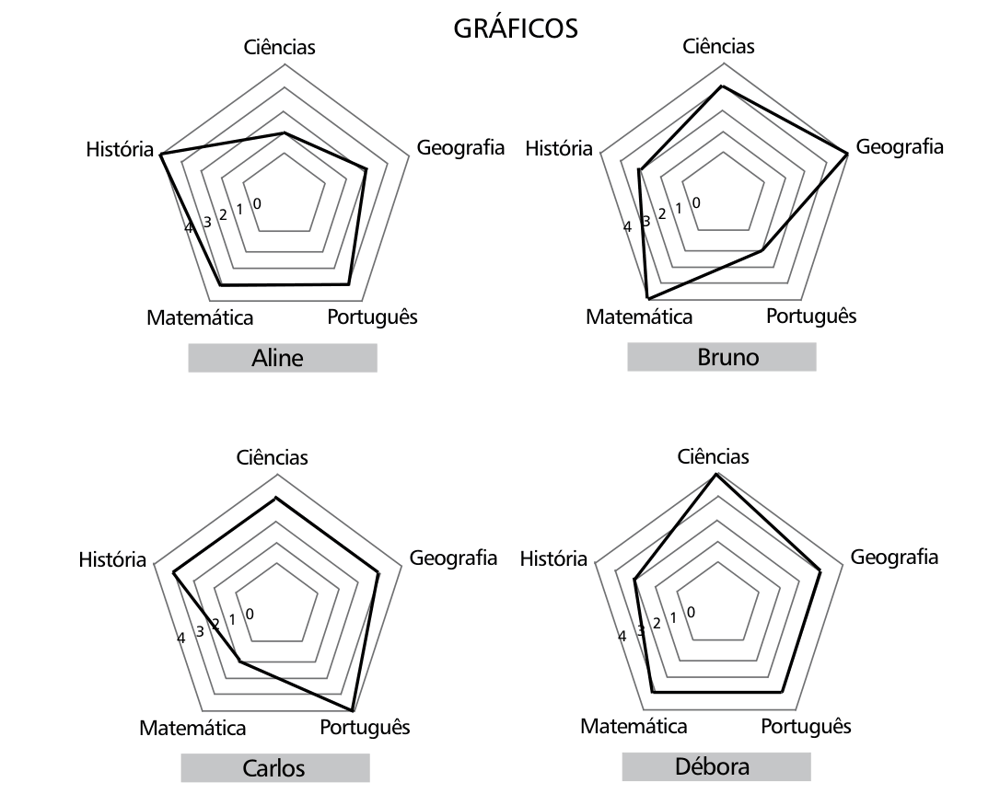 GRÁFICOS
Ciências
História
Geografia
4 3 2 1 0
Matemática
Português
Aline
Ciências
História
Geografia
4 3 2 1 0
Matemática
Português
Bruno
Ciências
História
Geografia
4 3 2 1 0
Matemática
Português
Carlos
Ciências
História
Geografia
4 3 2 1 0
Matemática
Português
Débora